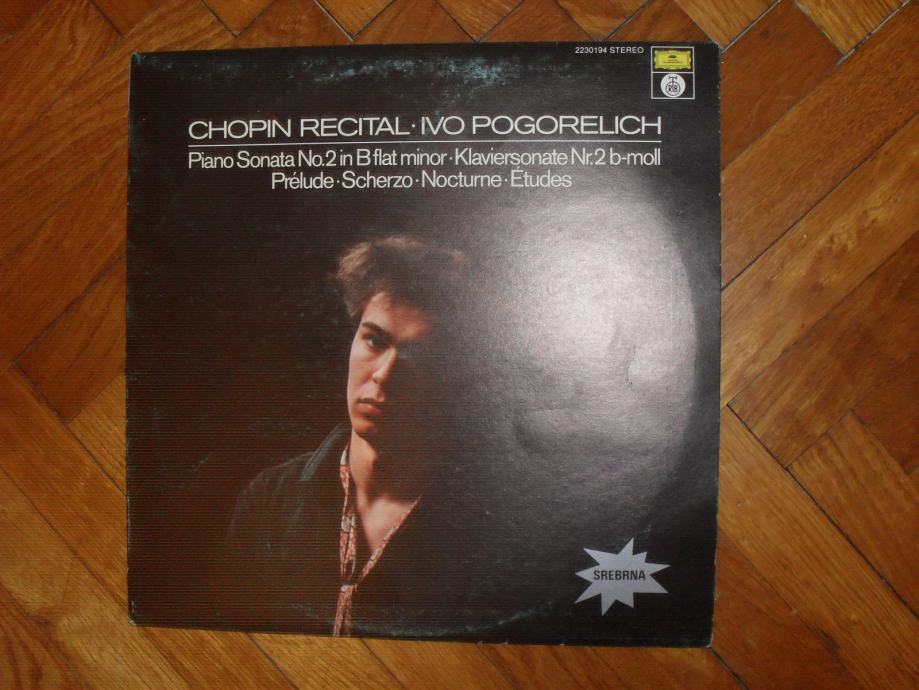 2230194 STEREO
RTB
CHOPIN RECITAL · IVO POGORELICH
Piano Sonata No.2 in B flat minor · Klaviersonate Nr.2 b-moll
Prélude · Scherzo · Nocturne · Études
SREBRNA